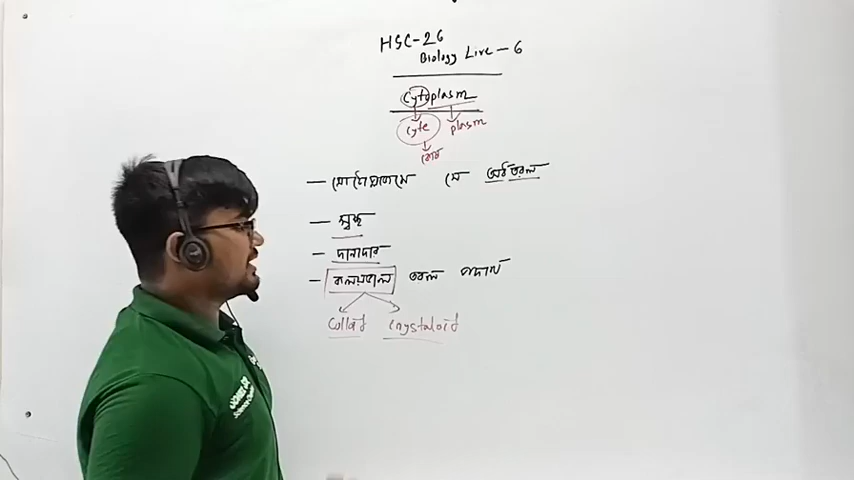 HSC-26
Biology Live - 6
Cytoplasm
cyte plasm
কোষ
— প্রোটোপ্লাজমে যে অর্ধতরল
— স্বচ্ছ
— দানাদার
— কলয়ডাল তরল পদার্থ
Colloid Crystaloid